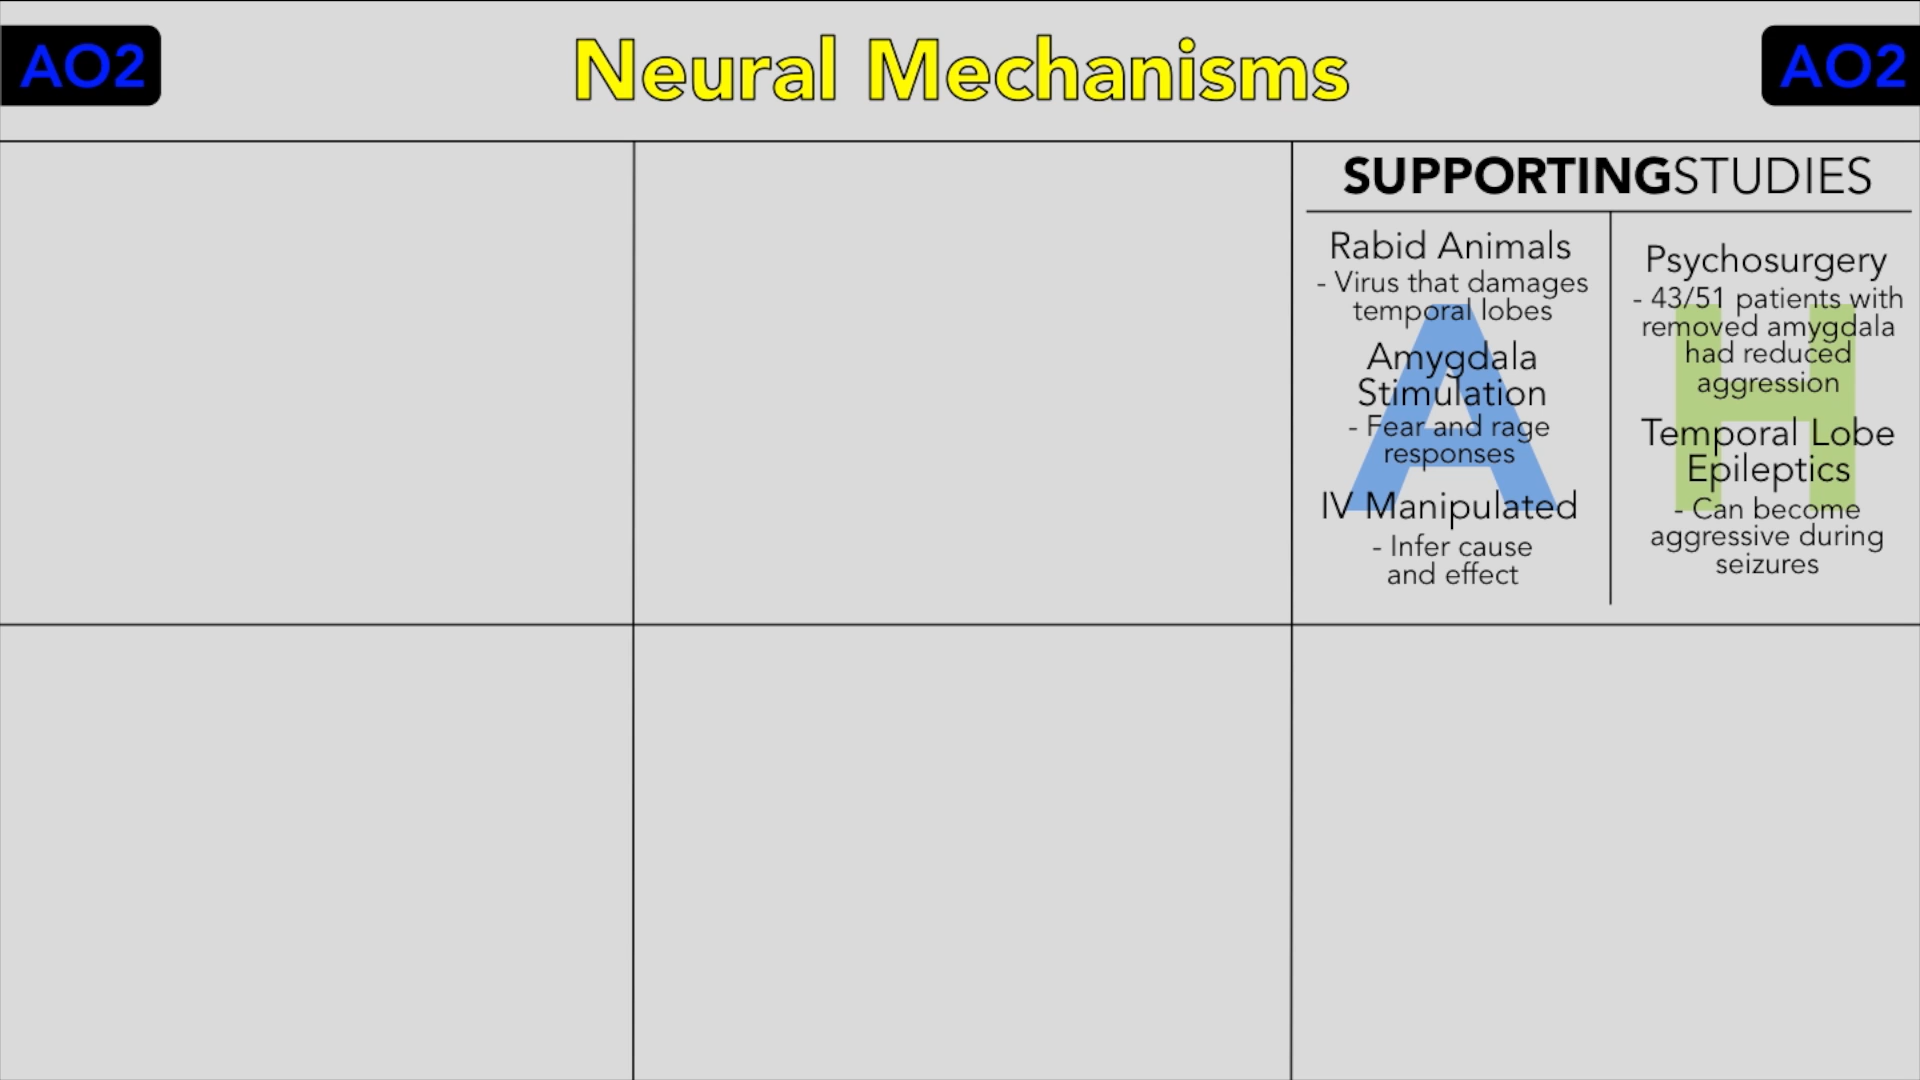 AO2
Neural Mechanisms
AO2
SUPPORTINGSTUDIES
A
Rabid Animals
- Virus that damages
temporal lobes
Amygdala
Stimulation
- Fear and rage
responses
IV Manipulated
- Infer cause
and effect
H
Psychosurgery
- 43/51 patients with
removed amygdala
had reduced
aggression
Temporal Lobe
Epileptics
- Can become
aggressive during
seizures